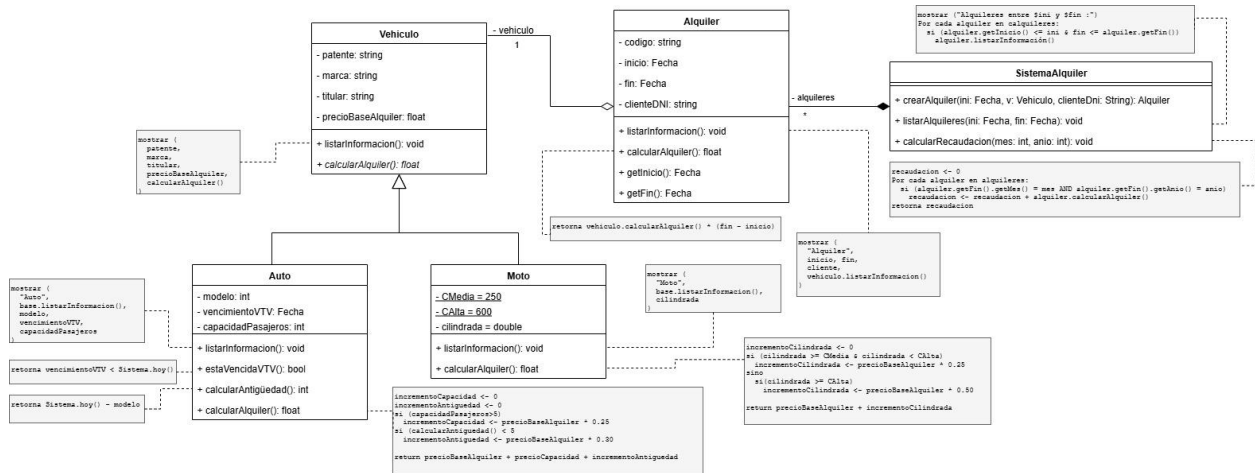 Vehiculo
- patente: string
- marca: string
- titular: string
- precioBaseAlquiler: float
+ listarInformacion(): void
+ calcularAlquiler(): float
- vehiculo
1
Alquiler
- codigo: string
- inicio: Fecha
- fin: Fecha
- clienteDNI: string
+ listarInformacion(): void
+ calcularAlquiler(): float
+ getInicio(): Fecha
+ getFin(): Fecha
- alquileres
*
mostrar ("Alquileres entre $ini y $fin :")
Por cada alquiler en calquileres:
si (alquiler.getInicio() <= ini & fin <= alquiler.getFin())
alquiler.listarInformación()
SistemaAlquiler
+ crearAlquiler(ini: Fecha, v: Vehiculo, clienteDni: String): Alquiler
+ listarAlquileres(ini: Fecha, fin: Fecha): void
+ calcularRecaudacion(mes: int, anio: int): void
mostrar (
patente,
marca,
titular,
precioBaseAlquiler,
calcularAlquiler()
)
recaudacion <- 0
Por cada alquiler en alquileres:
si (alquiler.getFin().getMes() = mes AND alquiler.getFin().getAnio() = anio)
recaudacion <- recaudacion + alquiler.calcularAlquiler()
retorna recaudacion
retorna vehiculo.calcularAlquiler() * (fin - inicio)
mostrar (
"Alquiler",
inicio, fin,
cliente,
vehiculo.listarInformacion()
)
mostrar (
"Auto",
base.listarInformacion(),
modelo,
vencimientoVTV,
capacidadPasajeros
)
Auto
- modelo: int
- vencimientoVTV: Fecha
- capacidadPasajeros: int
+ listarInformacion(): void
+ estaVencidaVTV(): bool
+ calcularAntigüedad(): int
+ calcularAlquiler(): float
Moto
- CMedia = 250
- CAlta = 600
- cilindrada = double
+ listarInformacion(): void
+ calcularAlquiler(): float
mostrar (
"Moto",
base.listarInformacion(),
cilindrada
)
retorna vencimientoVTV < Sistema.hoy()
retorna Sistema.hoy() - modelo
incrementoCilindrada <- 0
si (cilindrada >= CMedia & cilindrada < CAlta)
incrementoCilindrada <- precioBaseAlquiler * 0.25
sino
si(cilindrada >= CAlta)
incrementoCilindrada <- precioBaseAlquiler * 0.50
return precioBaseAlquiler + incrementoCilindrada
incrementoCapacidad <- 0
incrementoAntiguedad <- 0
si (capacidadPasajeros>5)
incrementoCapacidad <- precioBaseAlquiler * 0.25
si (calcularAntiguedad() < 5
incrementoAntiguedad <- precioBaseAlquiler * 0.30
return precioBaseAlquiler + precioCapacidad + incrementoAntiguedad